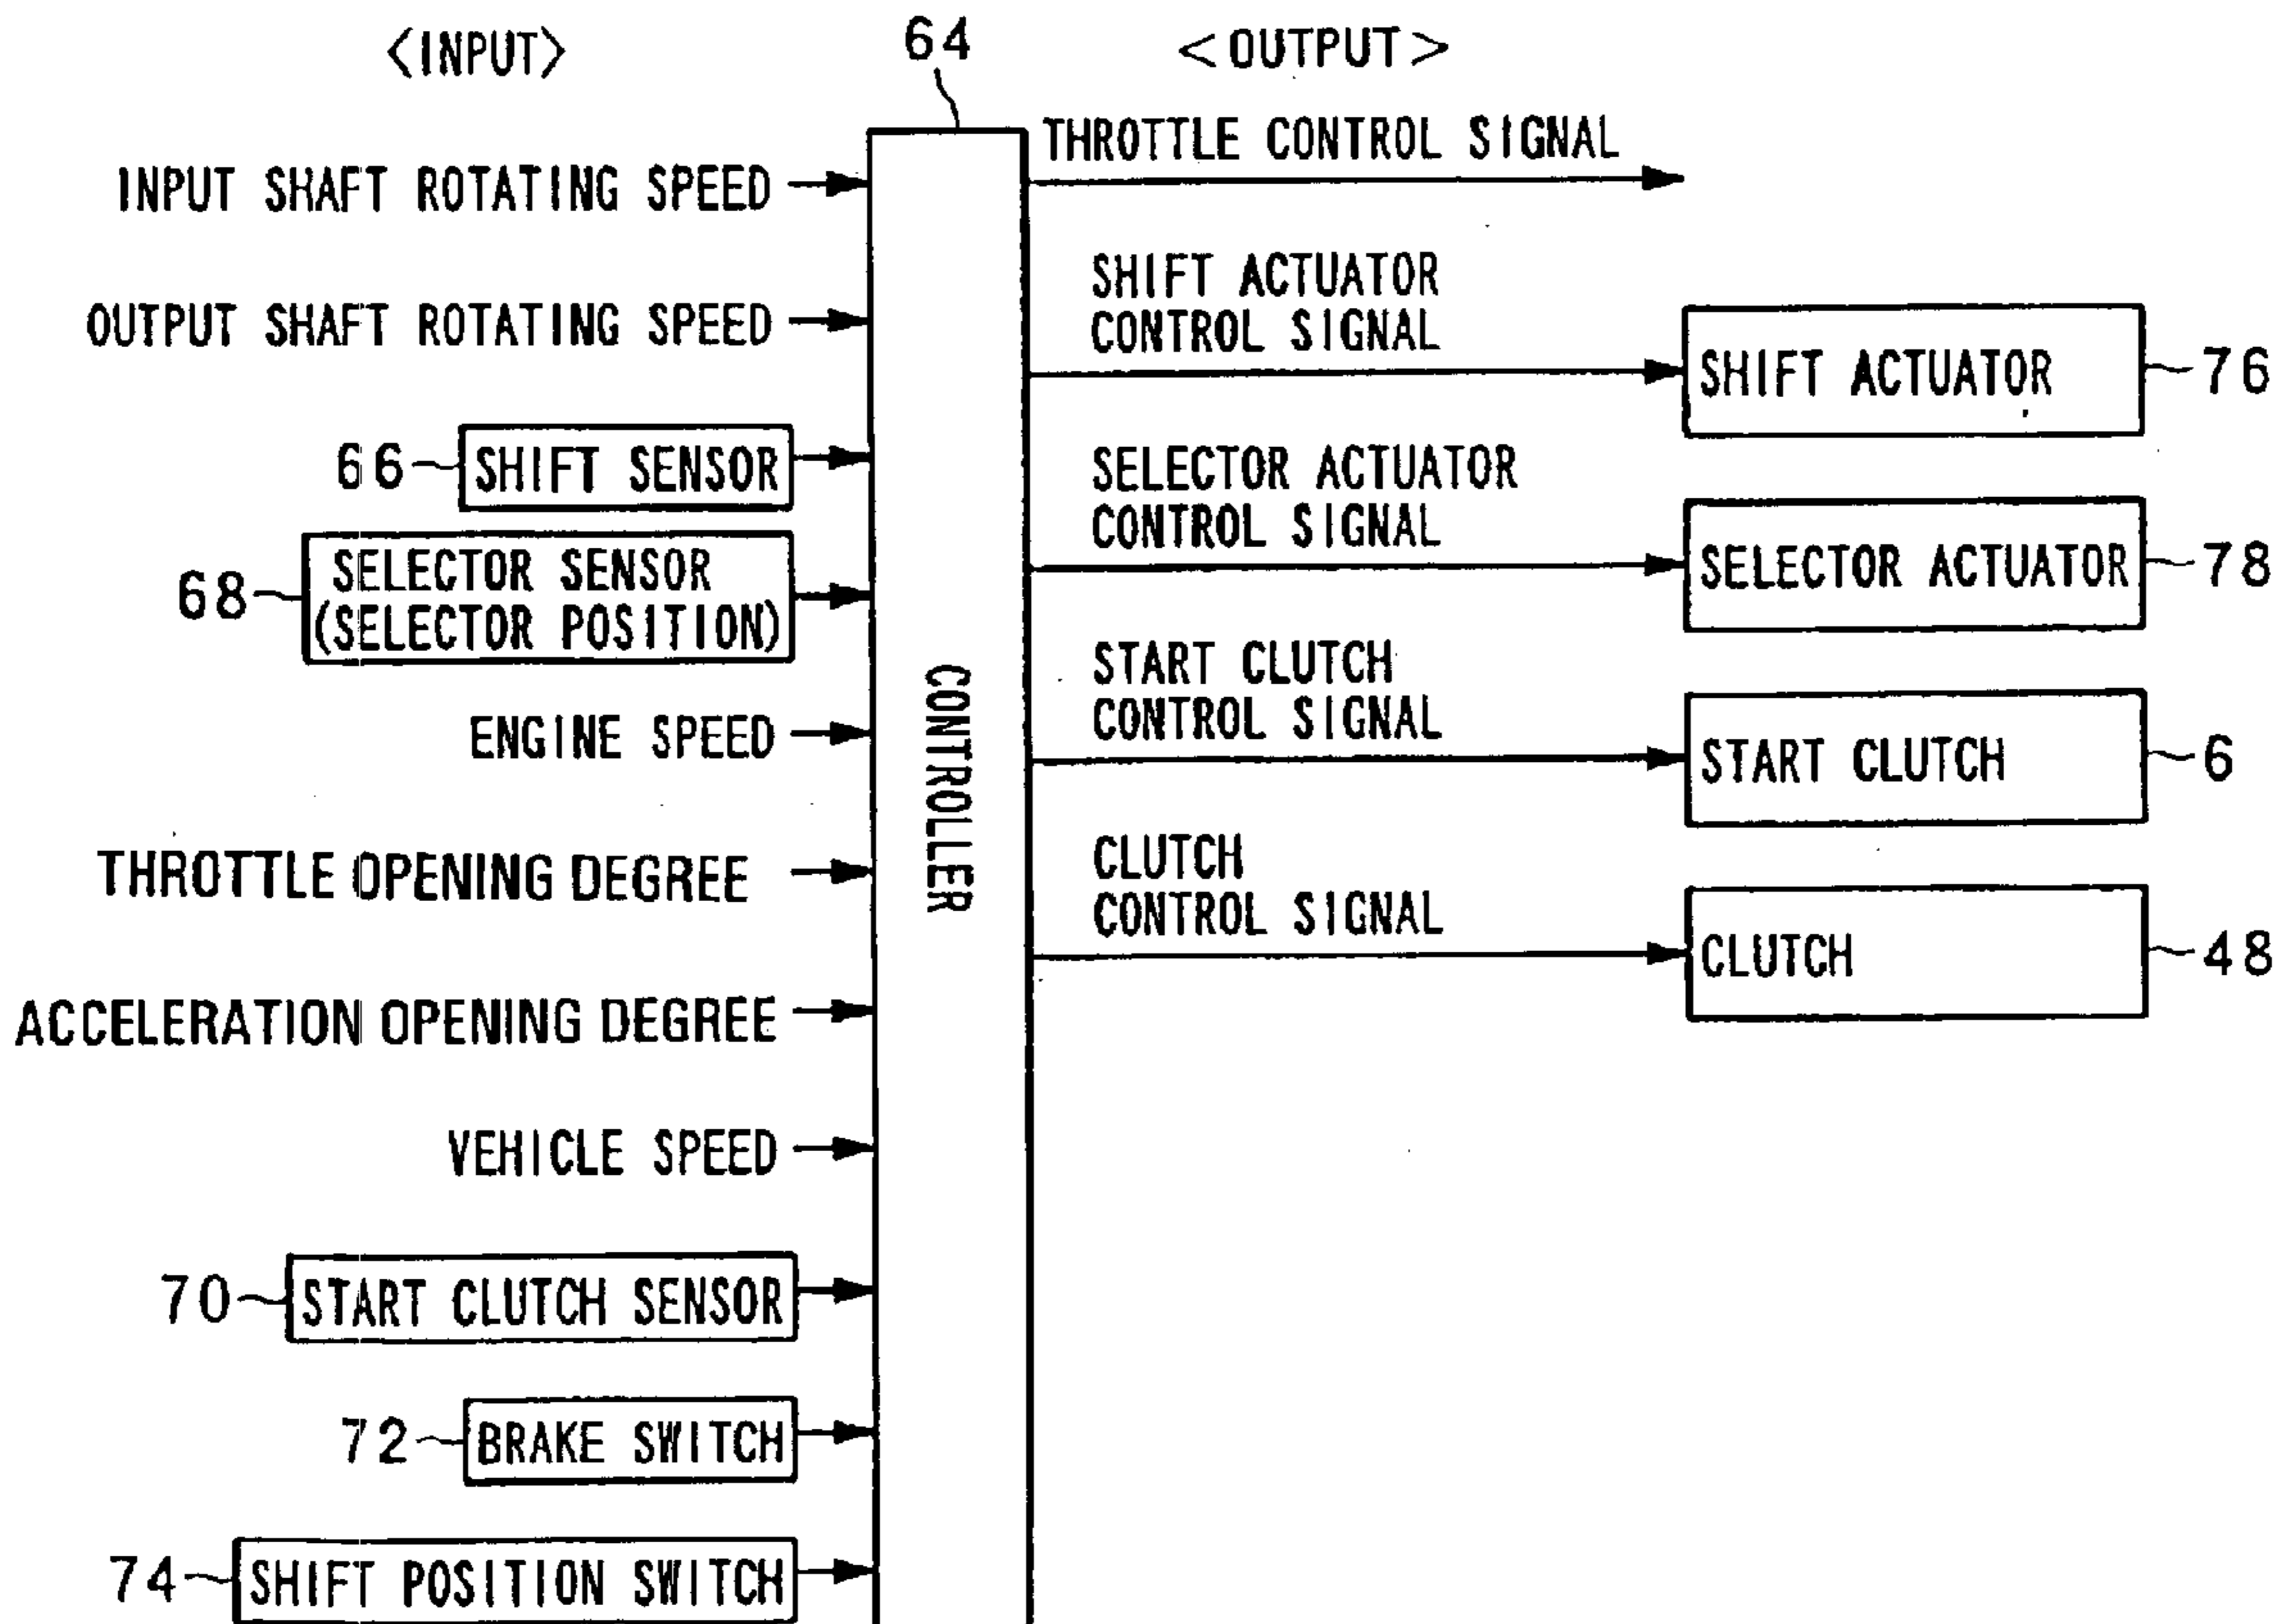 <INPUT>
64
<OUTPUT>
INPUT SHAFT ROTATING SPEED
OUTPUT SHAFT ROTATING SPEED
66
SHIFT SENSOR
68
SELECTOR SENSOR
(SELECTOR POSITION)
ENGINE SPEED
THROTTLE OPENING DEGREE
ACCELERATION OPENING DEGREE
VEHICLE SPEED
70
START CLUTCH SENSOR
72
BRAKE SWITCH
74
SHIFT POSITION SWITCH
CONTROLLER
THROTTLE CONTROL SIGNAL
SHIFT ACTUATOR
CONTROL SIGNAL
SHIFT ACTUATOR
76
SELECTOR ACTUATOR
CONTROL SIGNAL
SELECTOR ACTUATOR
78
START CLUTCH
CONTROL SIGNAL
START CLUTCH
6
CLUTCH
CONTROL SIGNAL
CLUTCH
48